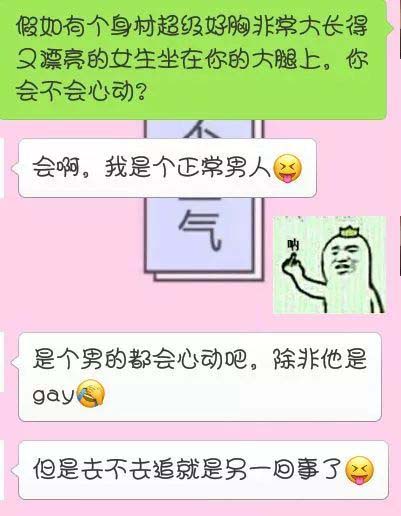 假如有个身材超级好胸非常大长得
又漂亮的女生坐在你的大腿上。你
会不会心动?
会啊。我是个正常男人😝
气
呐
是个男的都会心动吧。除非他是
gay🤣
但是去不去追就是另一回事了😝